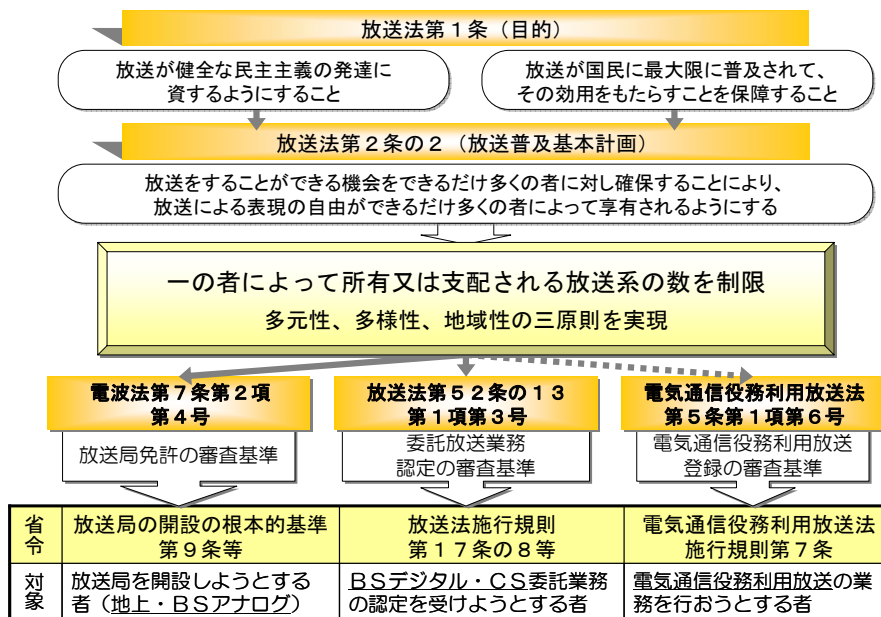 放送法第１条（目的）
放送が健全な民主主義の発達に
資するようにすること
放送が国民に最大限に普及されて、
その効用をもたらすことを保障すること
放送法第２条の２（放送普及基本計画）
放送をすることができる機会をできるだけ多くの者に対し確保することにより、
放送による表現の自由ができるだけ多くの者によって享有されるようにする
一の者によって所有又は支配される放送系の数を制限
多元性、多様性、地域性の三原則を実現
電波法第７条第２項
第４号
放送局免許の審査基準
放送法第５２条の１３
第１項第３号
委託放送業務
認定の審査基準
電気通信役務利用放送法
第５条第１項第６号
電気通信役務利用放送
登録の審査基準
省令
放送局の開設の根本的基準
第９条等
放送法施行規則
第１７条の８等
電気通信役務利用放送法
施行規則第７条
対象
放送局を開設しようとする
者（地上・ＢＳアナログ）
ＢＳデジタル・ＣＳ委託業務
の認定を受けようとする者
電気通信役務利用放送の業
務を行おうとする者